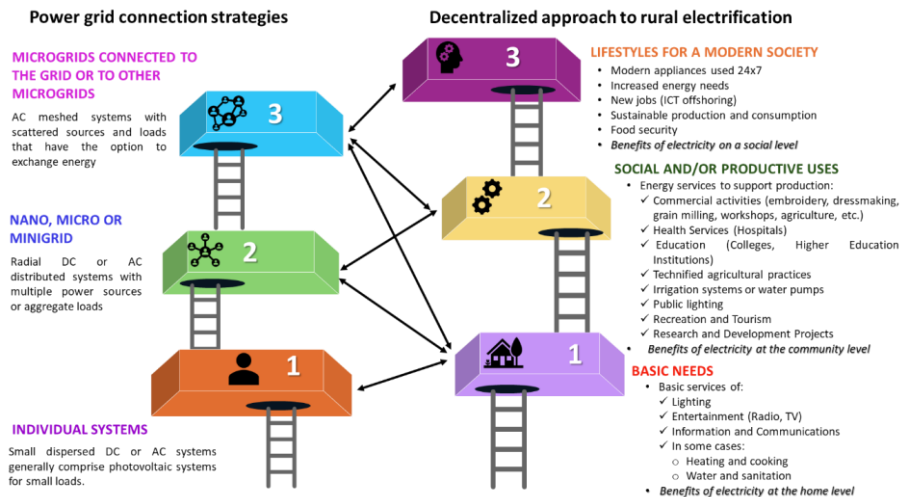 Power grid connection strategies
Decentralized approach to rural electrification
MICROGRIDS CONNECTED TO
THE GRID OR TO OTHER
MICROGRIDS
AC meshed systems with
scattered sources and loads
that have the option to
exchange energy
3
NANO, MICRO OR
MINIGRID
Radial DC or AC
distributed systems with
multiple power sources
or aggregate loads
2
1
INDIVIDUAL SYSTEMS
Small dispersed DC or AC systems
generally comprise photovoltaic systems
for small loads.
3
LIFESTYLES FOR A MODERN SOCIETY
• Modern appliances used 24x7
• Increased energy needs
• New jobs (ICT offshoring)
• Sustainable production and consumption
• Food security
• Benefits of electricity on a social level
2
SOCIAL AND/OR PRODUCTIVE USES
• Energy services to support production:
✓ Commercial activities (embroidery, dressmaking,
grain milling, workshops, agriculture, etc.)
✓ Health Services (Hospitals)
✓ Education (Colleges, Higher Education
Institutions)
✓ Technified agricultural practices
✓ Irrigation systems or water pumps
✓ Public lighting
✓ Recreation and Tourism
✓ Research and Development Projects
• Benefits of electricity at the community level
1
BASIC NEEDS
• Basic services of:
✓ Lighting
✓ Entertainment (Radio, TV)
✓ Information and Communications
✓ In some cases:
o Heating and cooking
o Water and sanitation
• Benefits of electricity at the home level